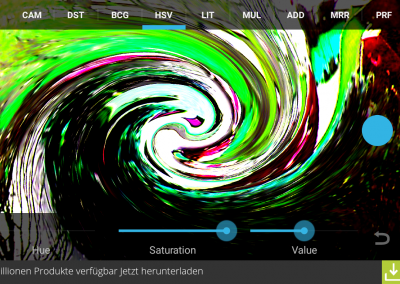 CAM DST BCG HSV LIT MUL ADD MRR PRF
Hue Saturation Value
illionen Produkte verfügbar Jetzt herunterladen